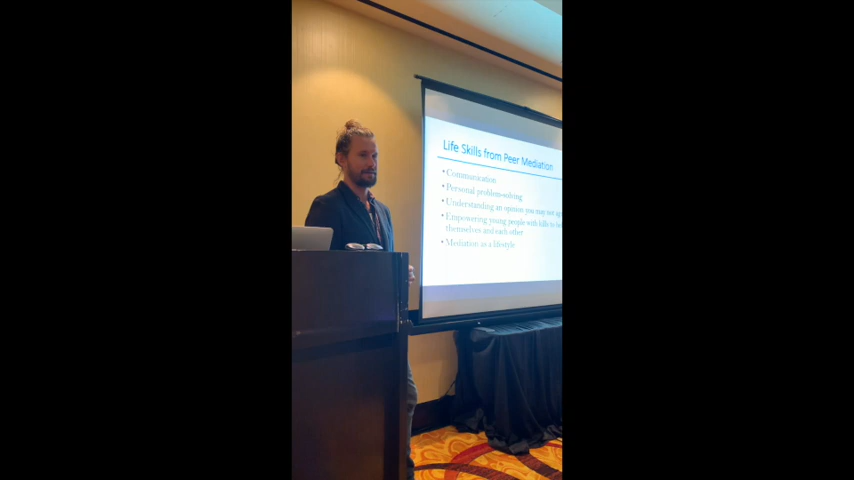 Life Skills from Peer Mediation
• Communication
• Personal problem-solving
• Understanding an opinion you may not
• Empowering young people with kills to
themselves and each other
• Mediation as a lifestyle